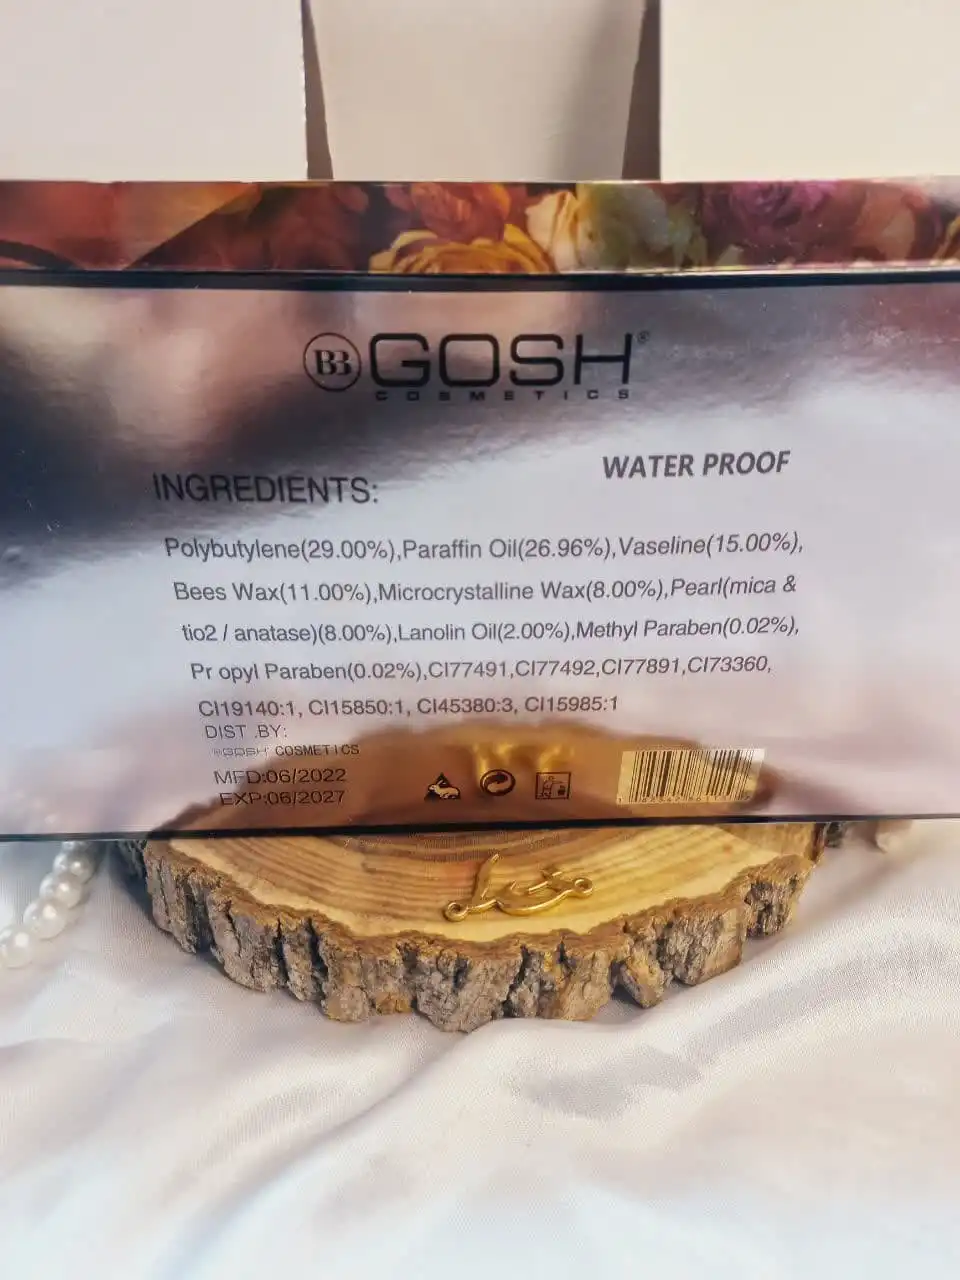 BB GOSH®
COSMETICS
WATER PROOF
INGREDIENTS:
Polybutylene(29.00%),Paraffin Oil(26.96%),Vaseline(15.00%),
Bees Wax(11.00%),Microcrystalline Wax(8.00%),Pearl(mica &
tio2 / anatase)(8.00%),Lanolin Oil(2.00%),Methyl Paraben(0.02%),
Pr opyl Paraben(0.02%),CI77491,CI77492,CI77891,CI73360,
CI19140:1, CI15850:1, CI45380:3, CI15985:1
DIST .BY:
GOSH COSMETICS
MFD:06/2022
EXP:06/2027